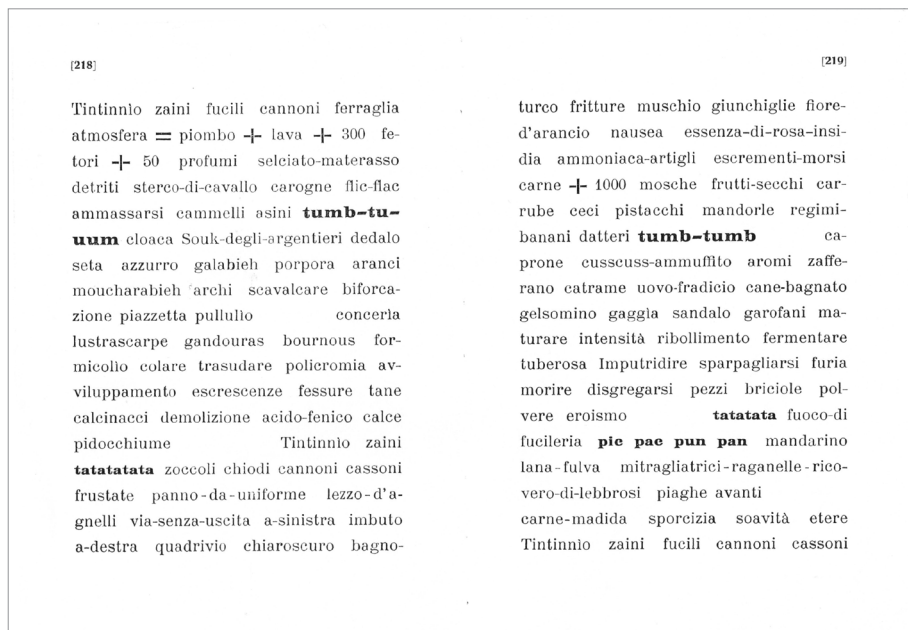 [218]
Tintinnìo zaini fucili cannoni ferraglia
atmosfera = piombo + lava + 300 fe-
tori + 50 profumi selciato-materasso
detriti sterco-di-cavallo carogne flic-flac
ammassarsi cammelli asini tumb-tu-
uum cloaca Souk-degli-argentieri dedalo
seta azzurro galabieh porpora aranci
moucharabieh archi scavalcare biforca-
zione piazzetta pullulìo concerìa
lustrascarpe gandouras bournous for-
micolìo colare trasudare policromia av-
viluppamento escrescenze fessure tane
calcinacci demolizione acido-fenico calce
pidocchiume Tintinnìo zaini
tatatatata zoccoli chiodi cannoni cassoni
frustate panno-da-uniforme lezzo-d'a-
gnelli via-senza-uscita a-sinistra imbuto
a-destra quadrivio chiaroscuro bagno-
[219]
turco fritture muschio giunchiglie fiore-
d'arancio nausea essenza-di-rosa-insi-
dia ammoniaca-artigli escrementi-morsi
carne + 1000 mosche frutti-secchi car-
rube ceci pistacchi mandorle regimi-
banani datteri tumb-tumb ca-
prone cusscuss-ammuffito aromi zaffe-
rano catrame uovo-fradicio cane-bagnato
gelsomino gaggìa sandalo garofani ma-
turare intensità ribollimento fermentare
tuberosa Imputridire sparpagliarsi furia
morire disgregarsi pezzi briciole pol-
vere eroismo tatatata fuoco-di
fucileria pic pac pun pan mandarino
lana-fulva mitragliatrici-raganelle-rico-
vero-di-lebbrosi piaghe avanti
carne-madida sporcizia soavità etere
Tintinnìo zaini fucili cannoni cassoni